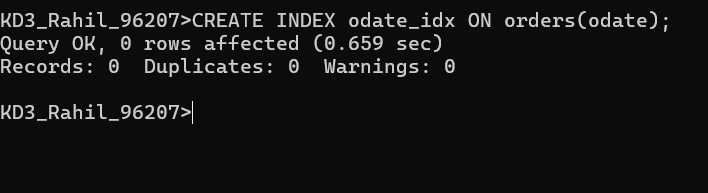 KD3_Rahil_96207>CREATE INDEX odate_idx ON orders(odate);
Query OK, 0 rows affected (0.659 sec)
Records: 0  Duplicates: 0  Warnings: 0
KD3_Rahil_96207>